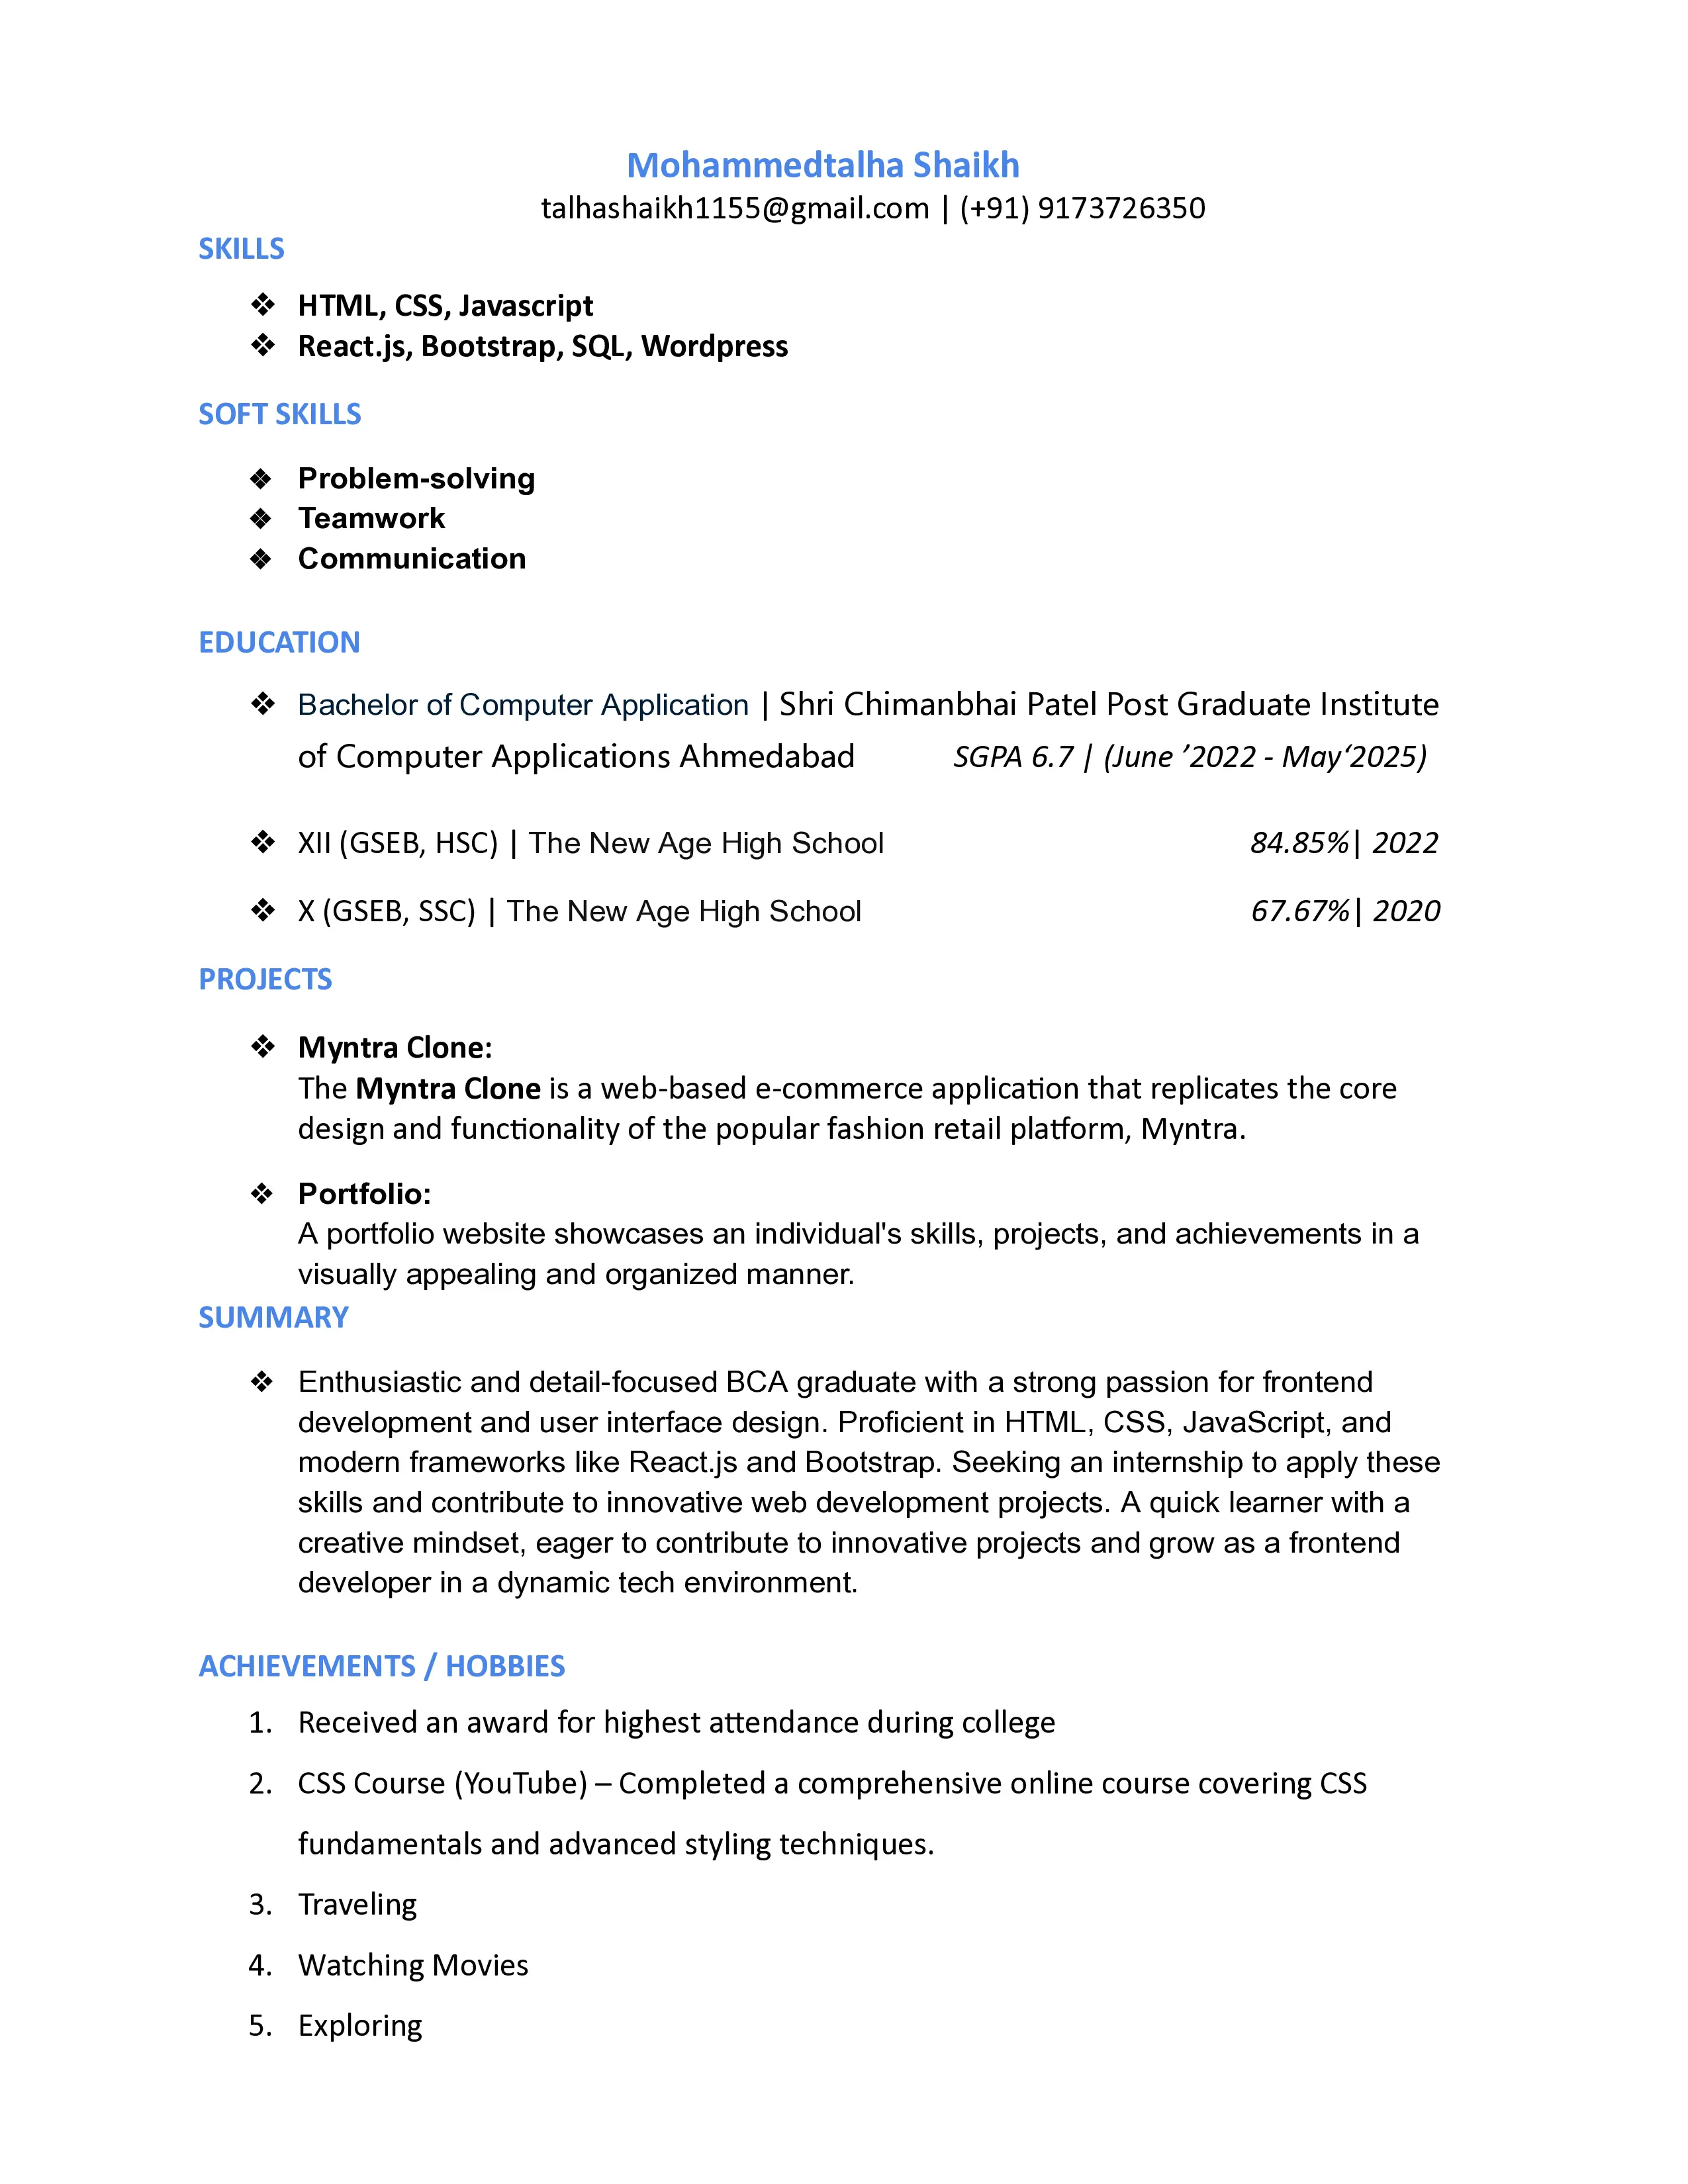 Mohammedtalha Shaikh
talhashaikh1155@gmail.com | (+91) 9173726350
SKILLS
❖ HTML, CSS, Javascript
❖ React.js, Bootstrap, SQL, Wordpress
SOFT SKILLS
❖ Problem-solving
❖ Teamwork
❖ Communication
EDUCATION
❖ Bachelor of Computer Application | Shri Chimanbhai Patel Post Graduate Institute
of Computer Applications Ahmedabad SGPA 6.7 | (June ’2022 - May‘2025)
❖ XII (GSEB, HSC) | The New Age High School 84.85%| 2022
❖ X (GSEB, SSC) | The New Age High School 67.67%| 2020
PROJECTS
❖ Myntra Clone:
The Myntra Clone is a web-based e-commerce application that replicates the core
design and functionality of the popular fashion retail platform, Myntra.
❖ Portfolio:
A portfolio website showcases an individual's skills, projects, and achievements in a
visually appealing and organized manner.
SUMMARY
❖ Enthusiastic and detail-focused BCA graduate with a strong passion for frontend
development and user interface design. Proficient in HTML, CSS, JavaScript, and
modern frameworks like React.js and Bootstrap. Seeking an internship to apply these
skills and contribute to innovative web development projects. A quick learner with a
creative mindset, eager to contribute to innovative projects and grow as a frontend
developer in a dynamic tech environment.
ACHIEVEMENTS / HOBBIES
1. Received an award for highest attendance during college
2. CSS Course (YouTube) – Completed a comprehensive online course covering CSS
fundamentals and advanced styling techniques.
3. Traveling
4. Watching Movies
5. Exploring